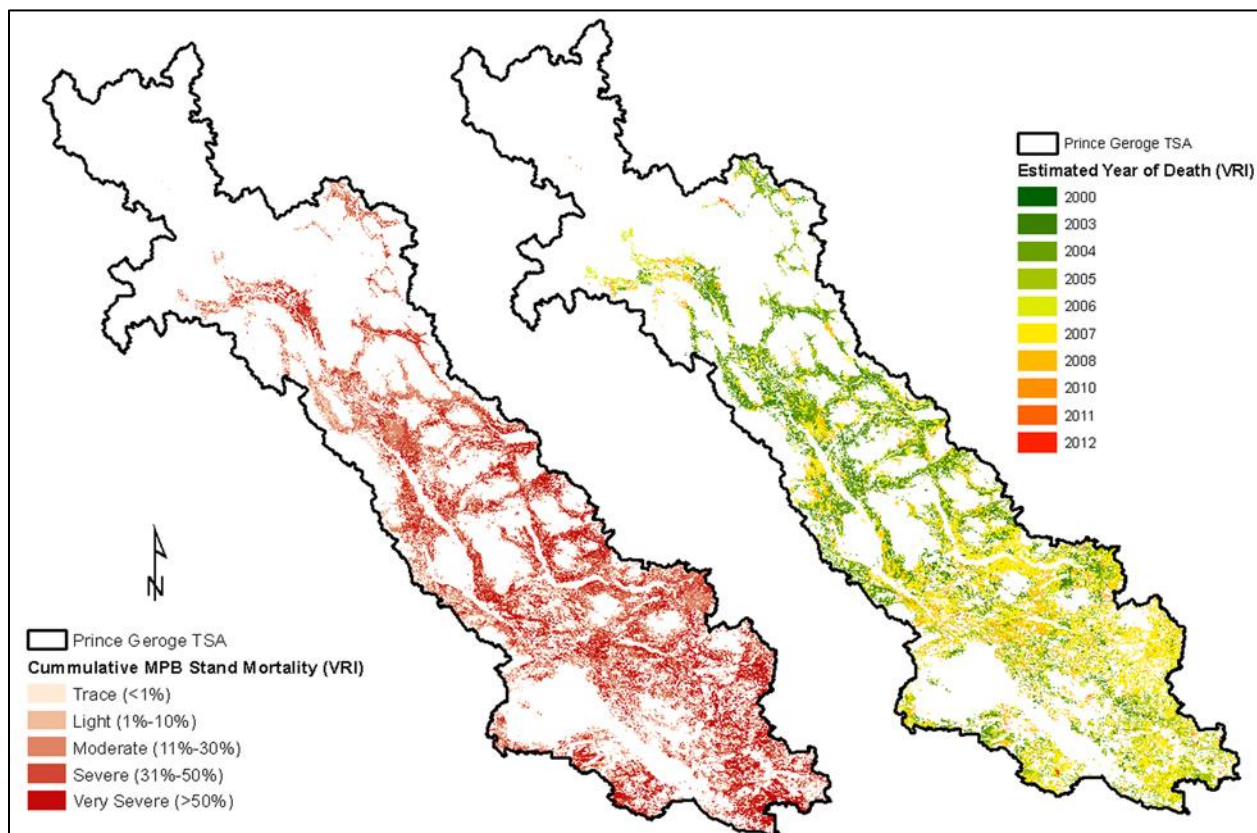 Prince Geroge TSA
Estimated Year of Death (VRI)
2000
2003
2004
2005
2006
2007
2008
2010
2011
2012
N
Prince Geroge TSA
Cummulative MPB Stand Mortality (VRI)
Trace (<1%)
Light (1%-10%)
Moderate (11%-30%)
Severe (31%-50%)
Very Severe (>50%)